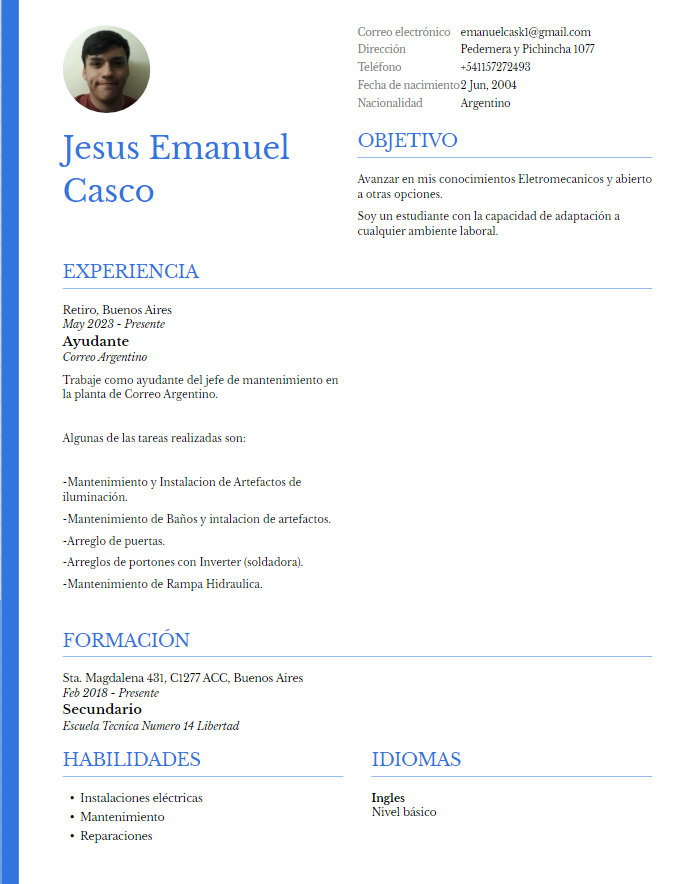 Jesus Emanuel
Casco
Correo electrónico emanuelcask1@gmail.com
Dirección Pedernera y Pichincha 1077
Teléfono +541157272493
Fecha de nacimiento 2 Jun, 2004
Nacionalidad Argentino
OBJETIVO
Avanzar en mis conocimientos Eletromecanicos y abierto
a otras opciones.
Soy un estudiante con la capacidad de adaptación a
cualquier ambiente laboral.
EXPERIENCIA
Retiro, Buenos Aires
May 2023 - Presente
Ayudante
Correo Argentino
Trabaje como ayudante del jefe de mantenimiento en
la planta de Correo Argentino.
Algunas de las tareas realizadas son:
-Mantenimiento y Instalacion de Artefactos de
iluminación.
-Mantenimiento de Baños y intalacion de artefactos.
-Arreglo de puertas.
-Arreglos de portones con Inverter (soldadora).
-Mantenimiento de Rampa Hidraulica.
FORMACIÓN
Sta. Magdalena 431, C1277 ACC, Buenos Aires
Feb 2018 - Presente
Secundario
Escuela Tecnica Numero 14 Libertad
HABILIDADES
• Instalaciones eléctricas
• Mantenimiento
• Reparaciones
IDIOMAS
Ingles
Nivel básico